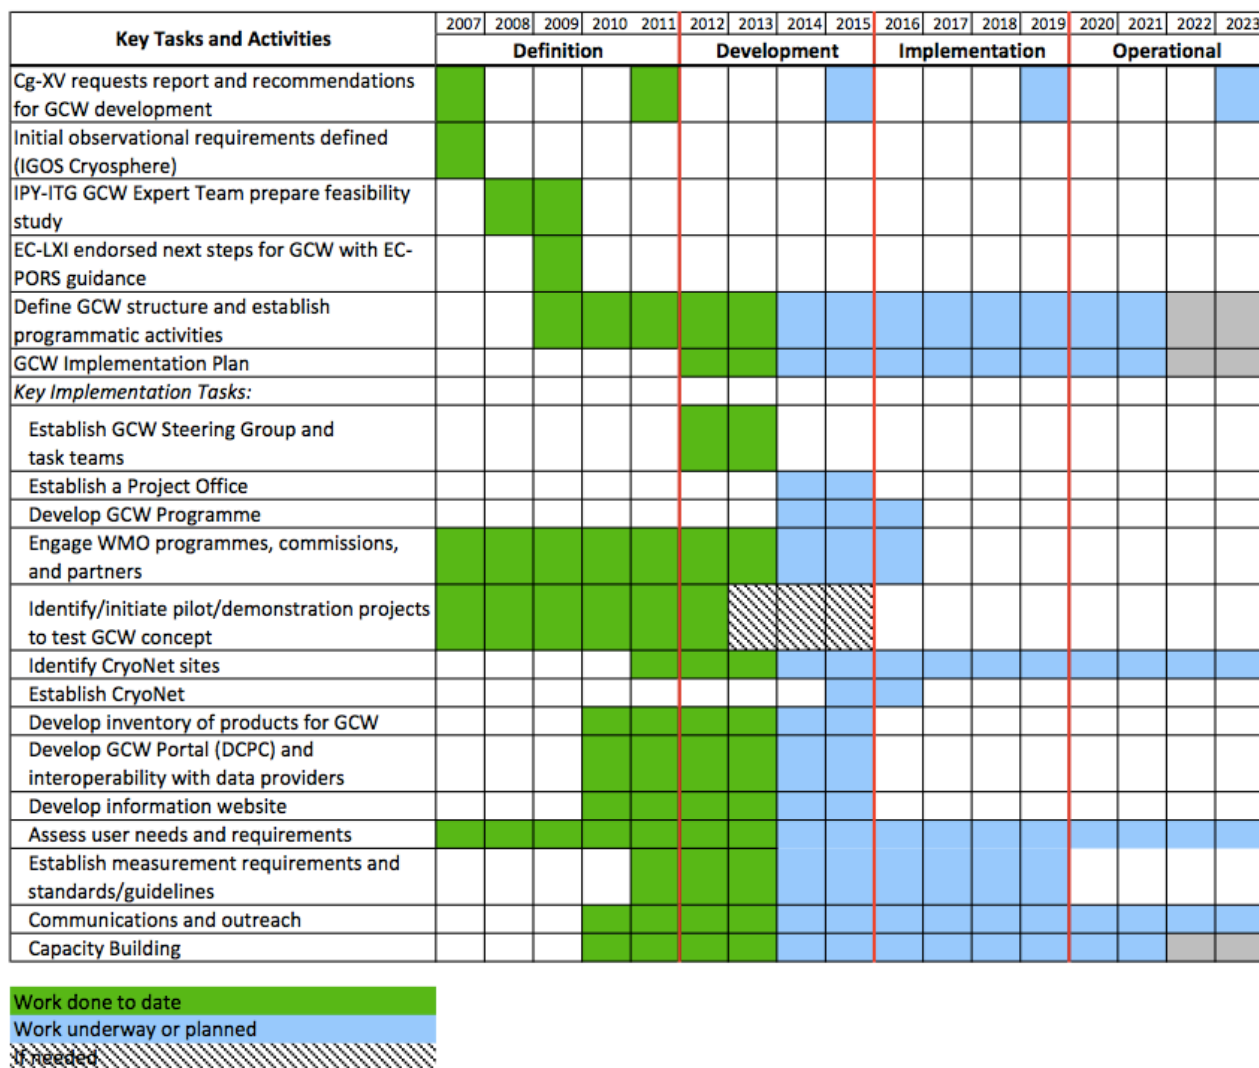 Key Tasks and Activities
2007 2008 2009 2010 2011 2012 2013 2014 2015 2016 2017 2018 2019 2020 2021 2022 2023
Definition Development Implementation Operational
Cg-XV requests report and recommendations
for GCW development
Initial observational requirements defined
(IGOS Cryosphere)
IPY-ITG GCW Expert Team prepare feasibility
study
EC-LXI endorsed next steps for GCW with EC-
PORS guidance
Define GCW structure and establish
programmatic activities
GCW Implementation Plan
Key Implementation Tasks:
Establish GCW Steering Group and
task teams
Establish a Project Office
Develop GCW Programme
Engage WMO programmes, commissions,
and partners
Identify/initiate pilot/demonstration projects
to test GCW concept
Identify CryoNet sites
Establish CryoNet
Develop inventory of products for GCW
Develop GCW Portal (DCPC) and
interoperability with data providers
Develop information website
Assess user needs and requirements
Establish measurement requirements and
standards/guidelines
Communications and outreach
Capacity Building
Work done to date
Work underway or planned
If needed